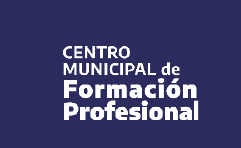 CENTRO
MUNICIPAL de
Formación
Profesional